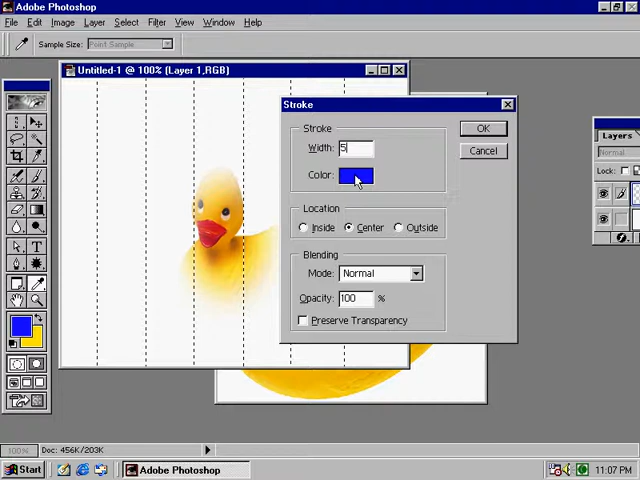 Adobe Photoshop
File Edit Image Layer Select Filter View Window Help
Sample Size: Point Sample
Untitled-1 @ 100% (Layer 1,RGB)
Stroke
Stroke
Width: 5
OK
Color:
Cancel
Location
Inside Center Outside
Blending
Mode: Normal
Opacity: 100 %
Preserve Transparency
Layers
Normal
Lock:
100% Doc: 456K/203K
Start Adobe Photoshop 11:07 PM